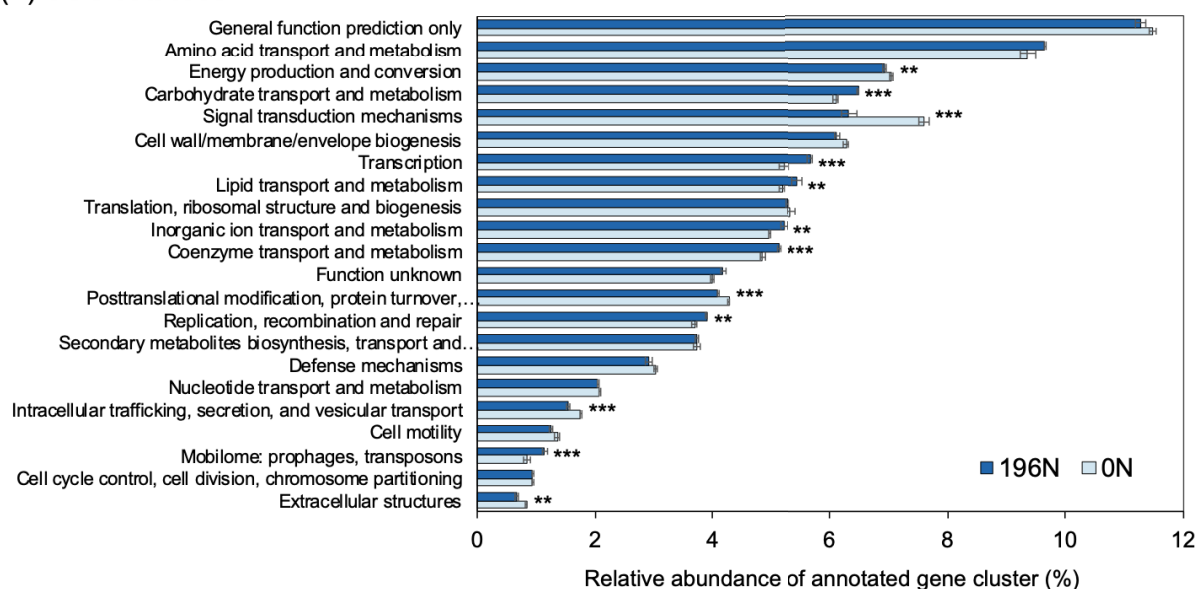 General function prediction only
Amino acid transport and metabolism
Energy production and conversion **
Carbohydrate transport and metabolism ***
Signal transduction mechanisms ***
Cell wall/membrane/envelope biogenesis
Transcription ***
Lipid transport and metabolism **
Translation, ribosomal structure and biogenesis
Inorganic ion transport and metabolism **
Coenzyme transport and metabolism ***
Function unknown
Posttranslational modification, protein turnover,… ***
Replication, recombination and repair **
Secondary metabolites biosynthesis, transport and…
Defense mechanisms
Nucleotide transport and metabolism
Intracellular trafficking, secretion, and vesicular transport ***
Cell motility
Mobilome: prophages, transposons ***
196N 0N
Cell cycle control, cell division, chromosome partitioning
Extracellular structures **
0 2 4 6 8 10 12
Relative abundance of annotated gene cluster (%)